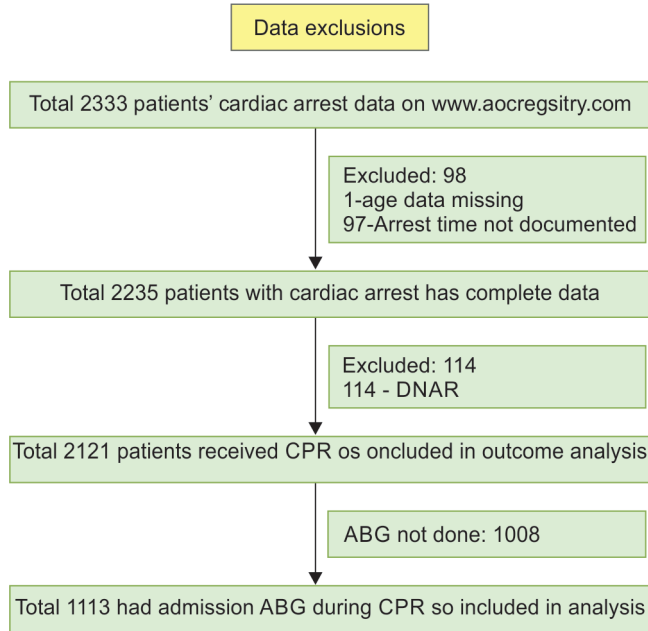 Data exclusions
Total 2333 patients’ cardiac arrest data on www.aocregsitry.com
Excluded: 98
1-age data missing
97-Arrest time not documented
Total 2235 patients with cardiac arrest has complete data
Excluded: 114
114 - DNAR
Total 2121 patients received CPR os oncluded in outcome analysis
ABG not done: 1008
Total 1113 had admission ABG during CPR so included in analysis